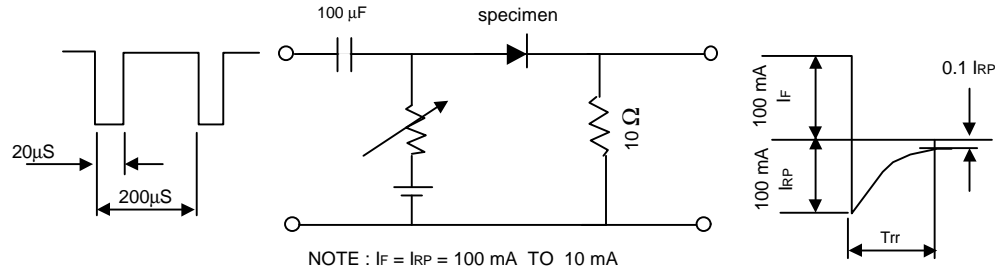 100 μF
specimen
20μS
200μS
10 Ω
100 mA
IF
100 mA
IRP
0.1 IRP
Trr
NOTE : IF = IRP = 100 mA TO 10 mA